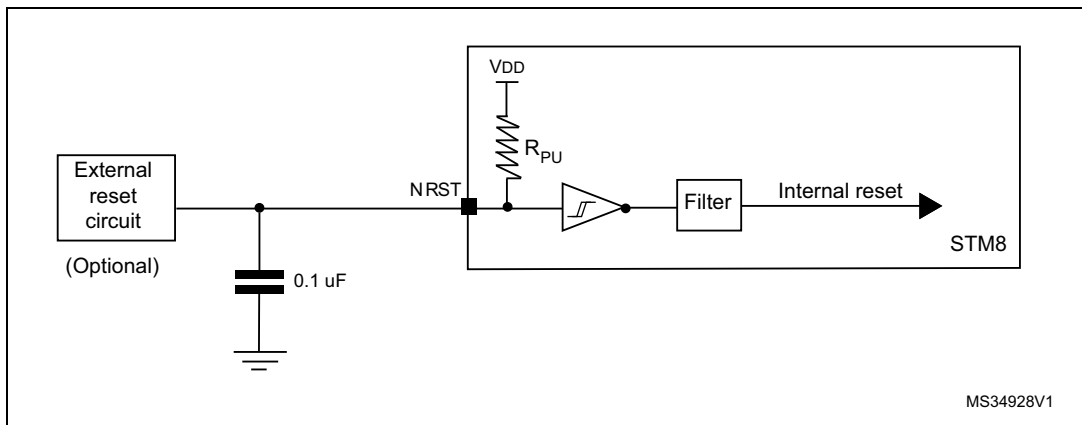 VDD
RPU
External
reset
circuit
(Optional)
NRST
Filter
Internal reset
STM8
0.1 uF
MS34928V1